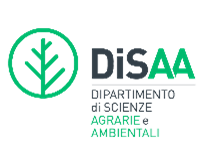 DiSAA
DIPARTIMENTO
di SCIENZE
AGRARIE e
AMBIENTALI